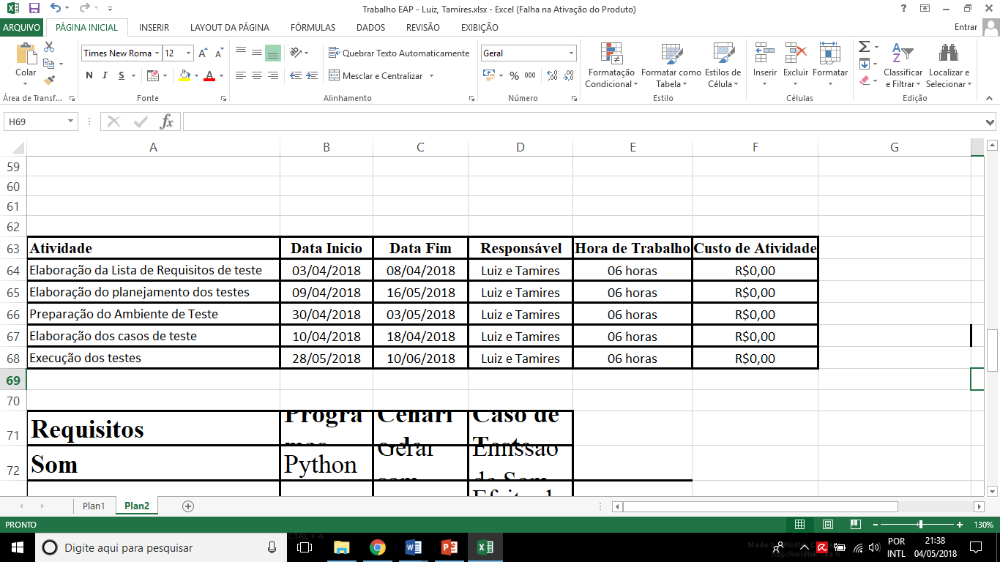 Trabalho EAP - Luiz, Tamires.xlsx - Excel (Falha na Ativação do Produto)
ARQUIVO PÁGINA INICIAL INSERIR LAYOUT DA PÁGINA FÓRMULAS DADOS REVISÃO EXIBIÇÃO Entrar
Times New Roma 12 Quebrar Texto Automaticamente Geral
Colar N I S Mesclar e Centralizar % 000
Formatação Condicional Formatar como Tabela Estilos de Célula Inserir Excluir Formatar Classificar e Filtrar Localizar e Selecionar
Área de Transf... Fonte Alinhamento Número Estilo Células Edição
H69 fx
A B C D E F G
59
60
61
62
63 Atividade Data Inicio Data Fim Responsável Hora de Trabalho Custo de Atividade
64 Elaboração da Lista de Requisitos de teste 03/04/2018 08/04/2018 Luiz e Tamires 06 horas R$0,00
65 Elaboração do planejamento dos testes 09/04/2018 16/05/2018 Luiz e Tamires 06 horas R$0,00
66 Preparação do Ambiente de Teste 30/04/2018 03/05/2018 Luiz e Tamires 06 horas R$0,00
67 Elaboração dos casos de teste 10/04/2018 18/04/2018 Luiz e Tamires 06 horas R$0,00
68 Execução dos testes 28/05/2018 10/06/2018 Luiz e Tamires 06 horas R$0,00
69
70
71 Requisitos Progra Cenári Caso de
72 Som Python Gerar Emissão
Plan1 Plan2
PRONTO 130%
CTRL + A
Digite aqui para pesquisar
POR 21:38
INTL 04/05/2018